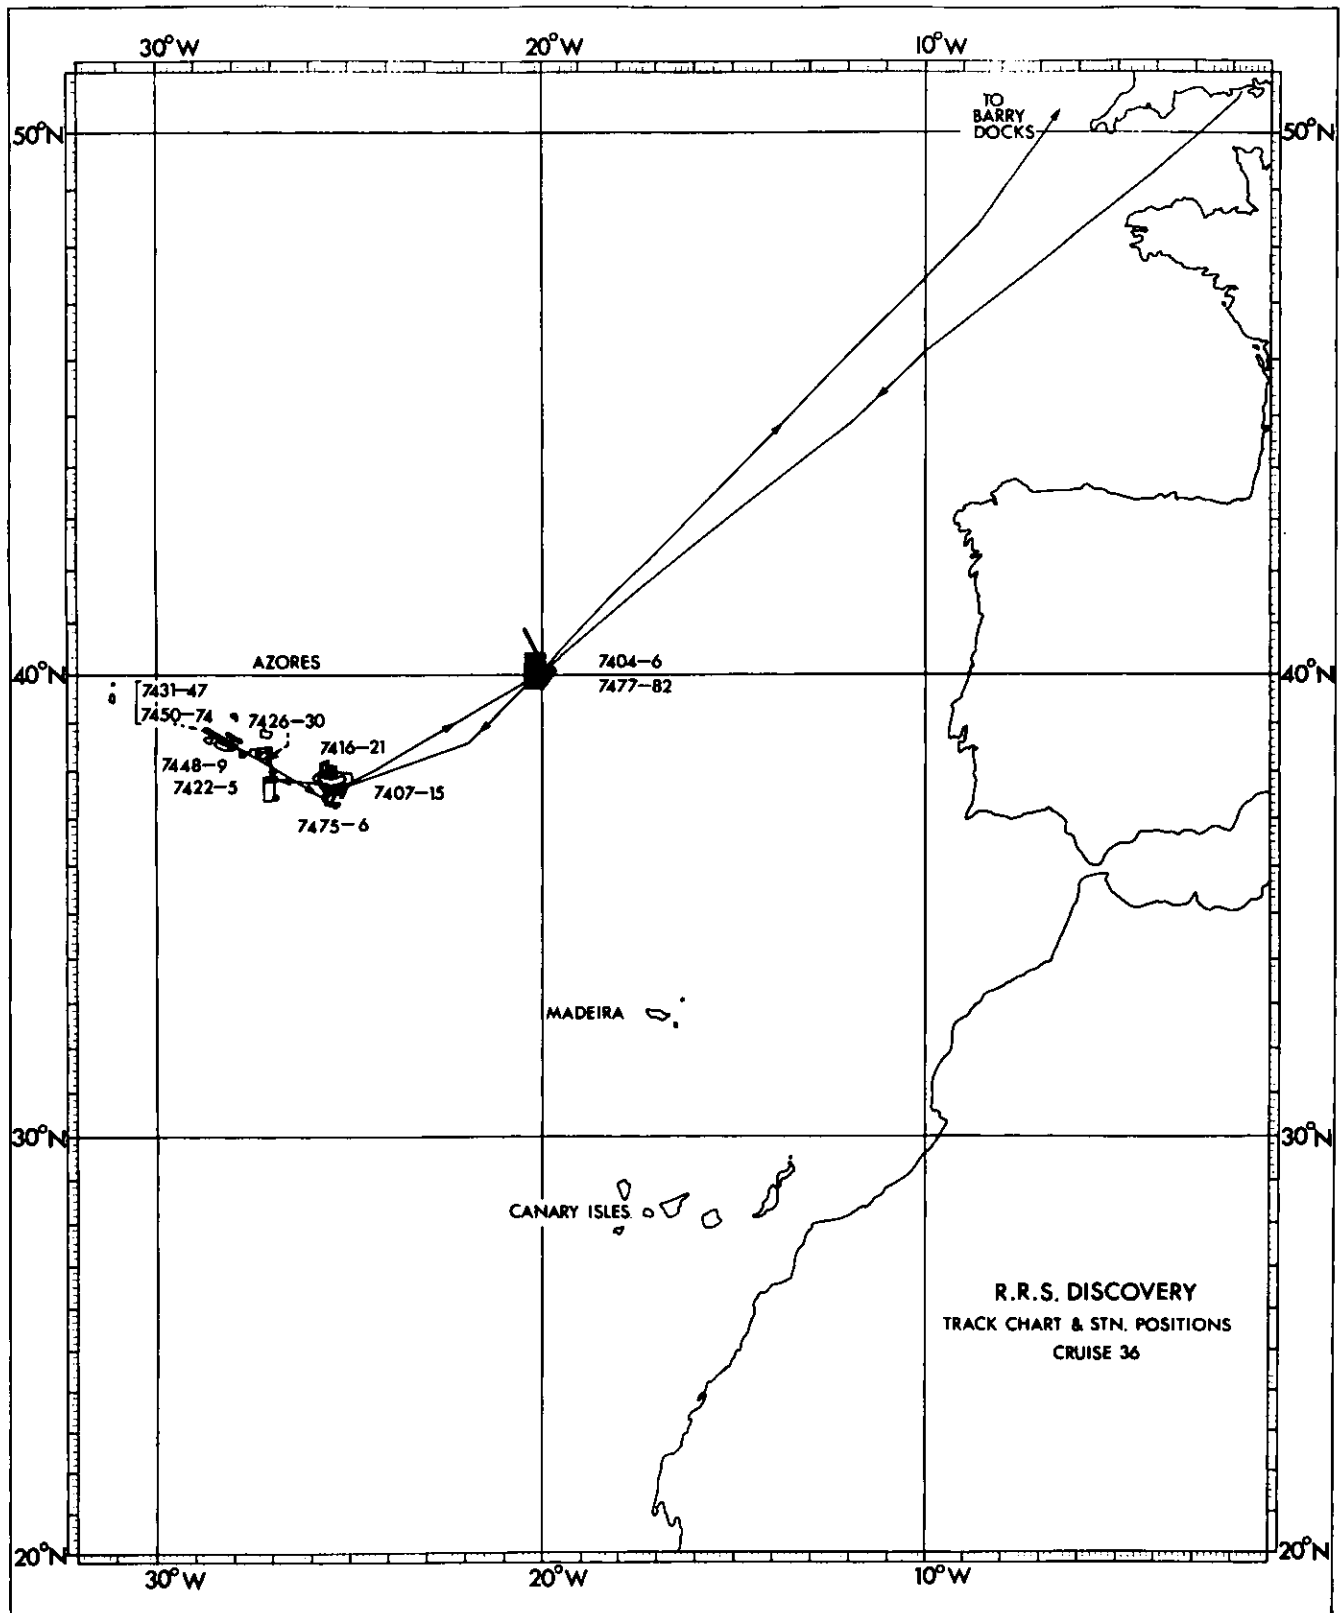 30°W 20°W 10°W
TO
BARRY
DOCKS
50°N 50°N
AZORES
7404-6
40°N 40°N
7477-82
7431-47
7450-74 7426-30
7416-21
7448-9
7422-5 7407-15
7475-6
MADEIRA
30°N 30°N
CANARY ISLES
R.R.S. DISCOVERY
TRACK CHART & STN. POSITIONS
CRUISE 36
20°N 20°N
30°W 20°W 10°W